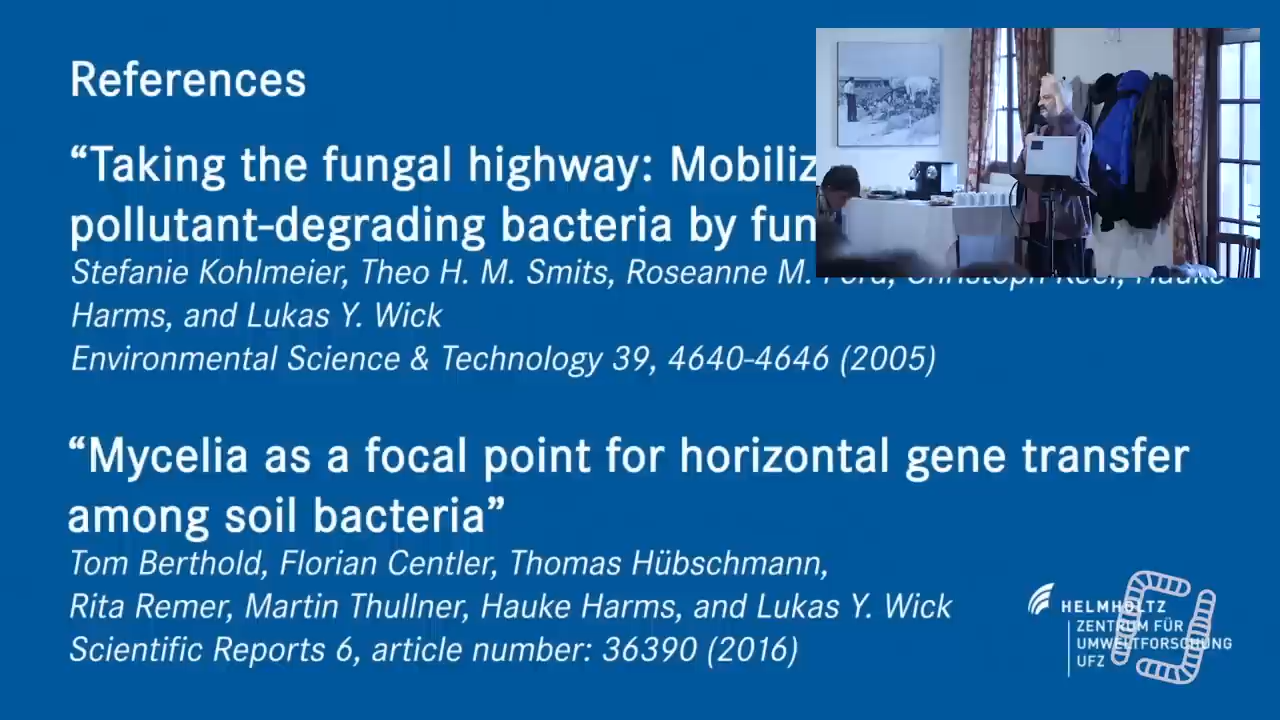 References
“Taking the fungal highway:
pollutant-degrading bacteria by
Stefanie Kohlmeier, Theo H. M. Smits, Roseanne M.
Harms, and Lukas Y. Wick
Environmental Science & Technology 39, 4640-4646 (2005)
“Mycelia as a focal point for horizontal gene transfer
among soil bacteria”
Tom Berthold, Florian Centler, Thomas Hübschmann,
Rita Remer, Martin Thullner, Hauke Harms, and Lukas Y. Wick
Scientific Reports 6, article number: 36390 (2016)
HELMHOLTZ
ZENTRUM FÜR
UMWELTFORSCHUNG
UFZ